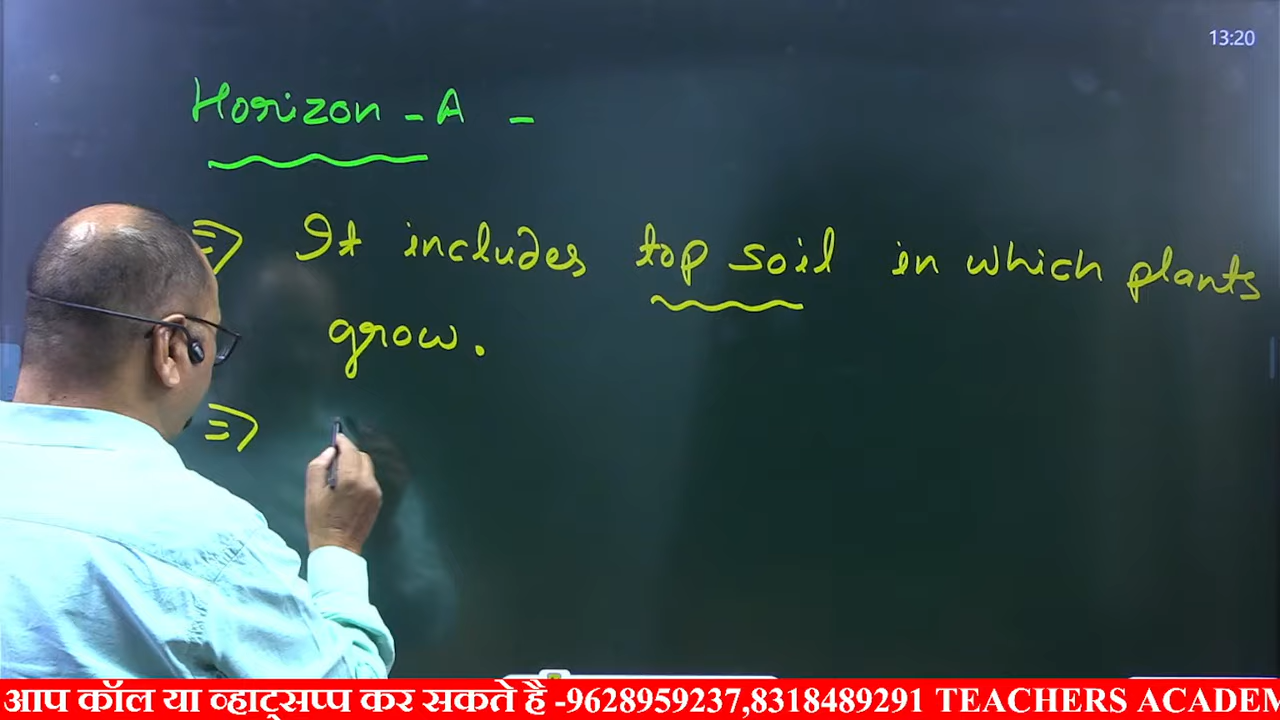 13:20
Horizon - A -
⇒ It includes top soil in which plants
grow.
⇒
आप कॉल या व्हाट्सप्प कर सकते है -9628959237,8318489291 TEACHERS ACADEM